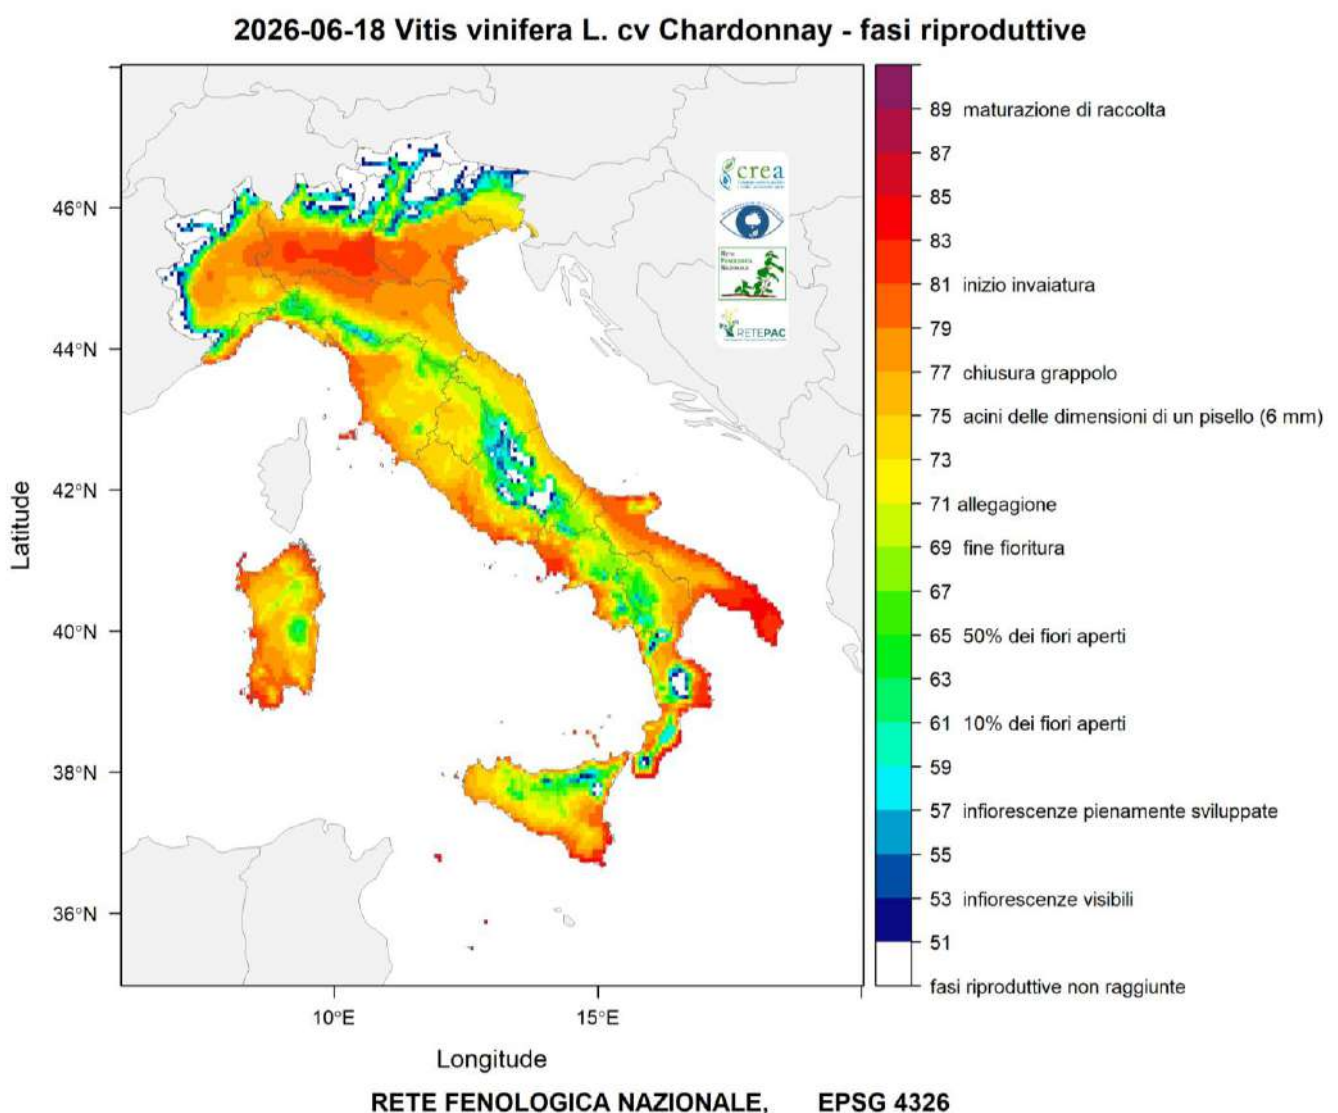 2026-06-18 Vitis vinifera L. cv Chardonnay - fasi riproduttive
crea
RETE
FENOLOGICA
NAZIONALE
RETEPAC
46°N
44°N
42°N
40°N
38°N
36°N
Latitude
10°E
15°E
Longitude
89 maturazione di raccolta
87
85
83
81 inizio invaiatura
79
77 chiusura grappolo
75 acini delle dimensioni di un pisello (6 mm)
73
71 allegagione
69 fine fioritura
67
65 50% dei fiori aperti
63
61 10% dei fiori aperti
59
57 infiorescenze pienamente sviluppate
55
53 infiorescenze visibili
51
fasi riproduttive non raggiunte
RETE FENOLOGICA NAZIONALE, EPSG 4326